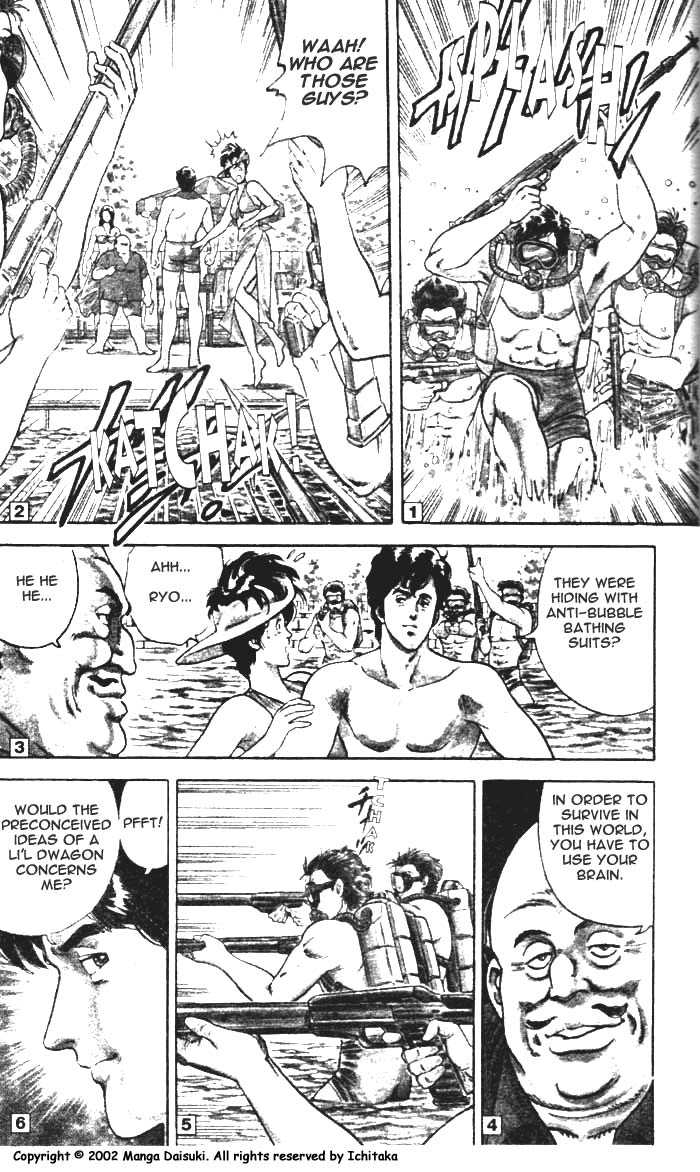 SPLASH!
1
WAAH!
WHO ARE
THOSE
GUYS?
KATCHAK!
2
THEY WERE
HIDING WITH
ANTI-BUBBLE
BATHING
SUITS?
AHH...
RYO...
HE HE
HE...
3
IN ORDER TO
SURVIVE IN
THIS WORLD,
YOU HAVE TO
USE YOUR
BRAIN.
4
TCHAK
5
PFFT!
WOULD THE
PRECONCEIVED
IDEAS OF A
LI'L DWAGON
CONCERNS
ME?
6
Copyright © 2002 Manga Daisuki. All rights reserved by Ichitaka